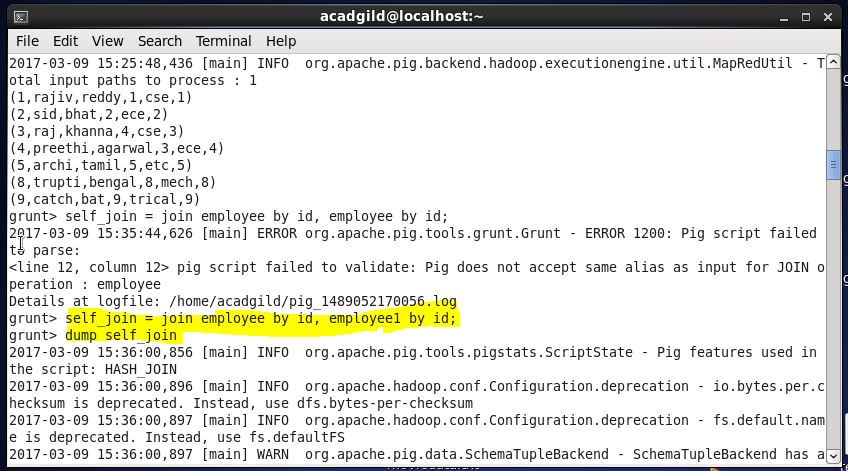 acadgild@localhost:~
File Edit View Search Terminal Help
2017-03-09 15:25:48,436 [main] INFO  org.apache.pig.backend.hadoop.executionengine.util.MapRedUtil - T
otal input paths to process : 1
(1,rajiv,reddy,1,cse,1)
(2,sid,bhat,2,ece,2)
(3,raj,khanna,4,cse,3)
(4,preethi,agarwal,3,ece,4)
(5,archi,tamil,5,etc,5)
(8,trupti,bengal,8,mech,8)
(9,catch,bat,9,trical,9)
grunt> self_join = join employee by id, employee by id;
2017-03-09 15:35:44,626 [main] ERROR org.apache.pig.tools.grunt.Grunt - ERROR 1200: Pig script failed
to parse:
<line 12, column 12> pig script failed to validate: Pig does not accept same alias as input for JOIN o
peration : employee
Details at logfile: /home/acadgild/pig_1489052170056.log
grunt> self_join = join employee by id, employee1 by id;
grunt> dump self_join
2017-03-09 15:36:00,856 [main] INFO  org.apache.pig.tools.pigstats.ScriptState - Pig features used in
the script: HASH_JOIN
2017-03-09 15:36:00,896 [main] INFO  org.apache.hadoop.conf.Configuration.deprecation - io.bytes.per.c
hecksum is deprecated. Instead, use dfs.bytes-per-checksum
2017-03-09 15:36:00,897 [main] INFO  org.apache.hadoop.conf.Configuration.deprecation - fs.default.nam
e is deprecated. Instead, use fs.defaultFS
2017-03-09 15:36:00,897 [main] WARN  org.apache.pig.data.SchemaTupleBackend - SchemaTupleBackend has a